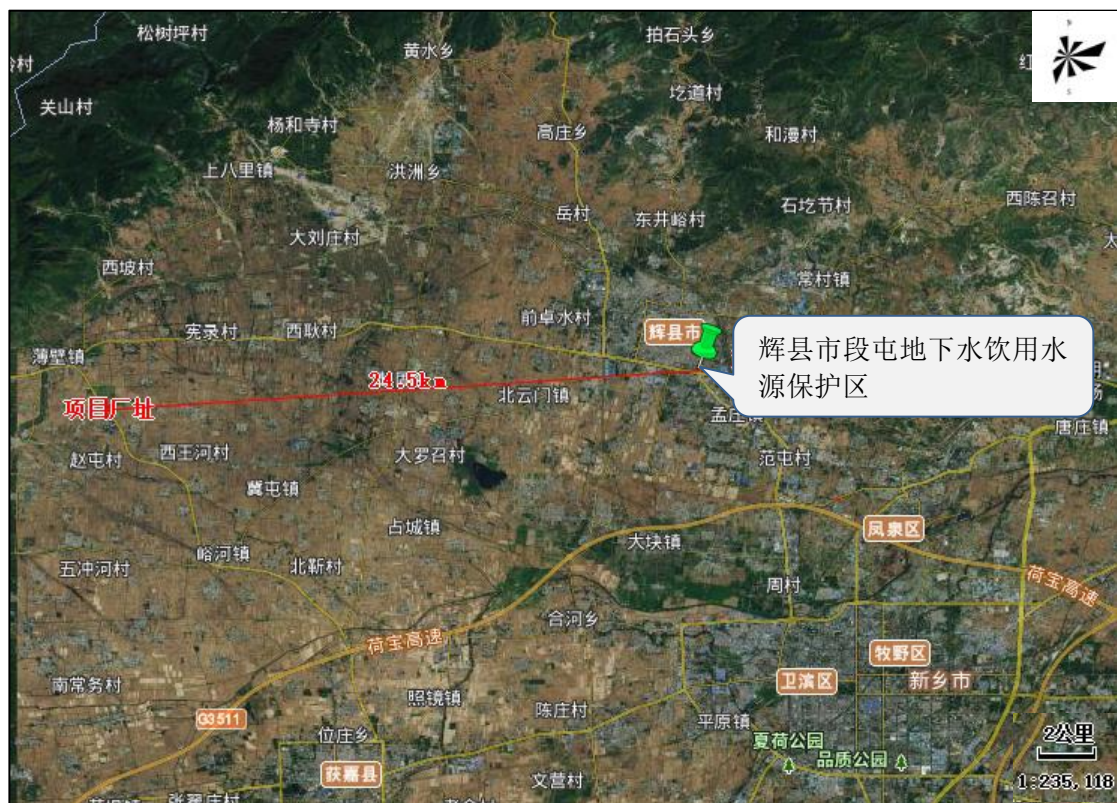 松树坪村
黄水乡
拍石头乡
关山村
圪道村
杨和寺村
高庄乡
和漫村
上八里镇
洪洲乡
石圪节村
西陈召村
岳村
东井峪村
大刘庄村
西坡村
常村镇
前卓水村
宪录村
西耿村
辉县市
薄壁镇
辉县市段屯地下水饮用水
源保护区
24.5km
项目厂址
北云门镇
孟庄镇
唐庄镇
赵屯村
西王河村
大罗召村
范屯村
冀屯镇
占城镇
凤泉区
大块镇
峪河镇
五冲河村
北靳村
周村
荷宝高速
合河乡
荷宝高速
牧野区
南常务村
卫滨区
新乡市
照镜镇
陈庄村
G3511
平原镇
位庄乡
夏荷公园
2公里
品质公园
获嘉县
文营村
1:235,118